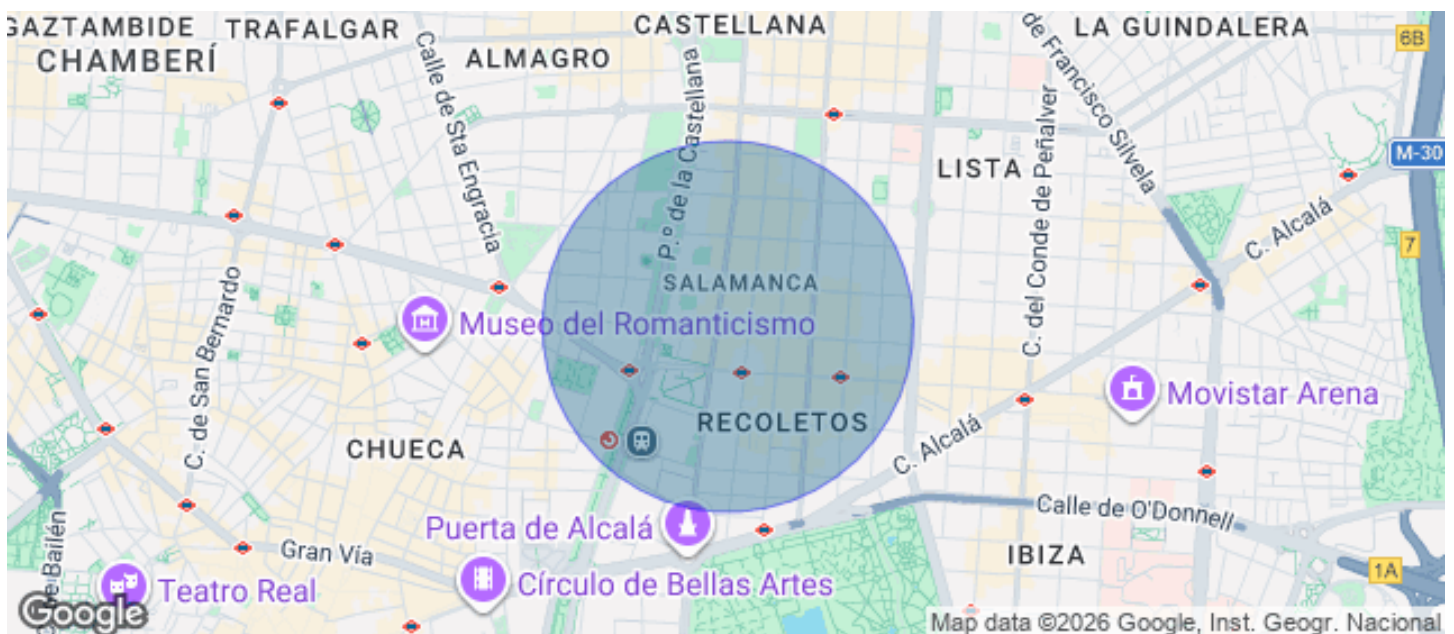 GAZTAMBIDE
TRAFALGAR
CASTELLANA
LA GUINDALERA
6B
CHAMBERÍ
ALMAGRO
Calle de Sta Engracia
P.º de la Castellana
de Francisco Silvela
C. del Conde de Peñalver
M-30
LISTA
C. Alcalá
7
SALAMANCA
Museo del Romanticismo
C. de San Bernardo
Movistar Arena
RECOLETOS
CHUECA
C. Alcalá
Calle de O'Donnell
Puerta de Alcalá
Gran Vía
IBIZA
1A
Teatro Real
Círculo de Bellas Artes
de Bailén
Google
Map data ©2026 Google, Inst. Geogr. Nacional